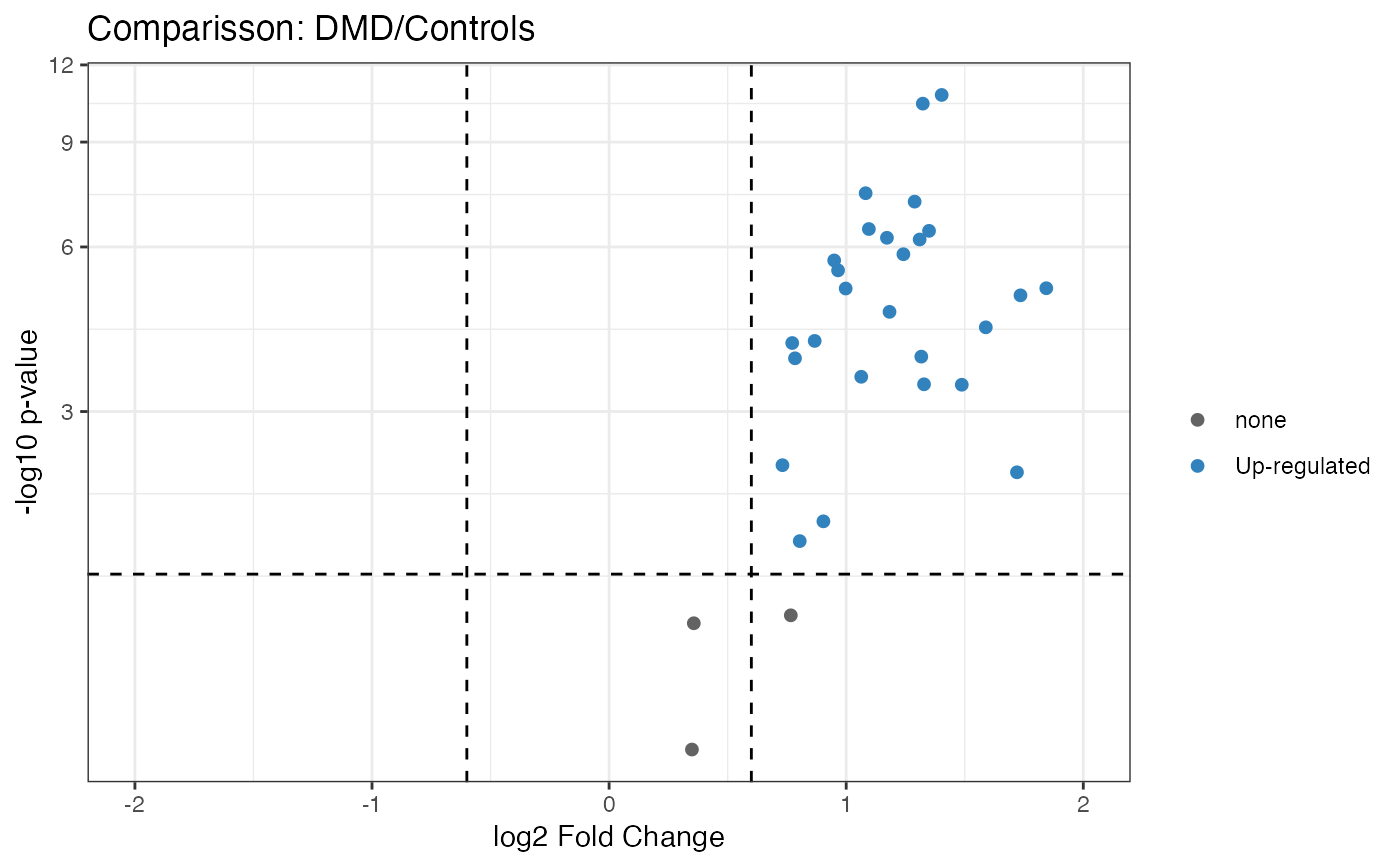 Comparisson: DMD/Controls
12
9
6
3
-log10 p-value
-2
-1
0
1
2
log2 Fold Change
none
Up-regulated